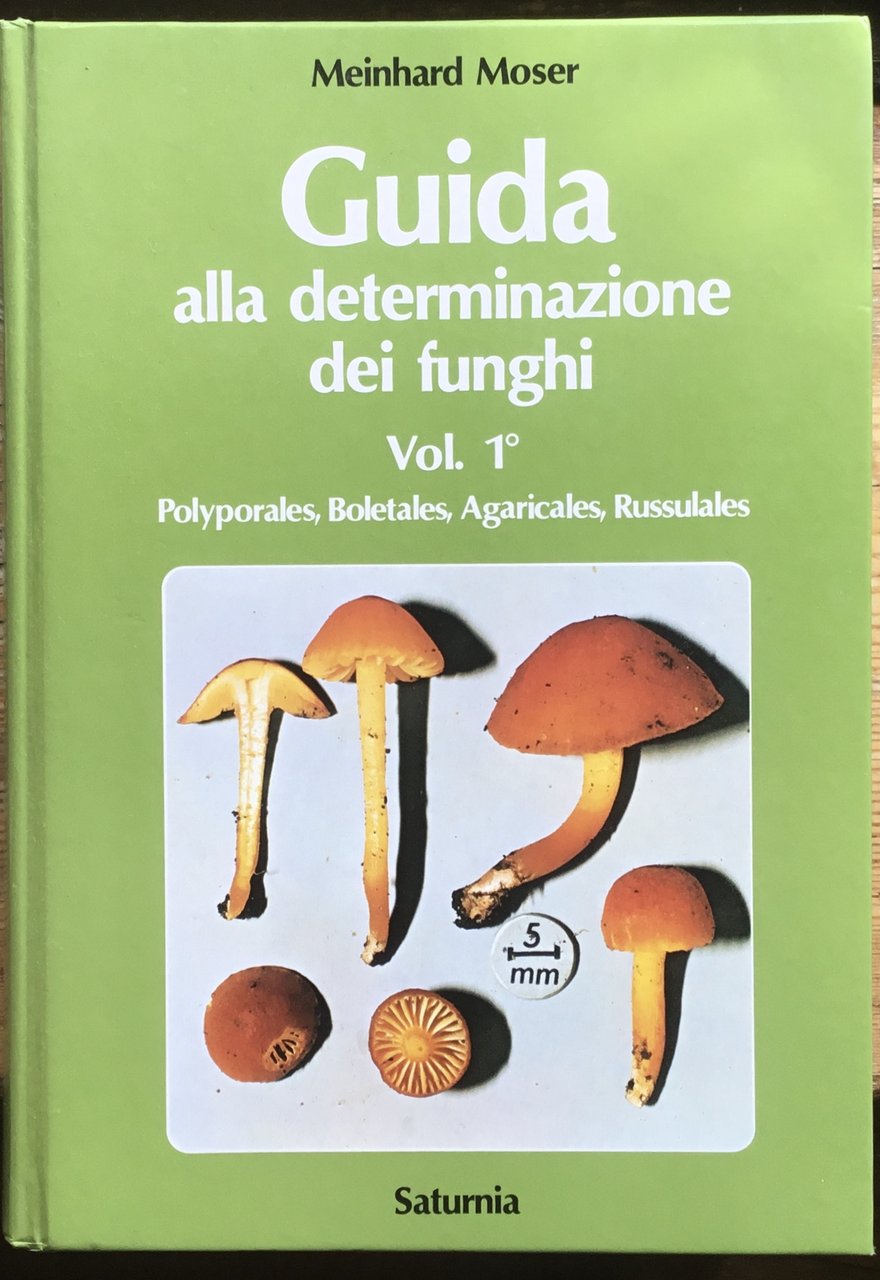 Meinhard Moser
Guida
alla determinazione
dei funghi
Vol. 1°
Polyporales, Boletales, Agaricales, Russulales
5
mm
Saturnia